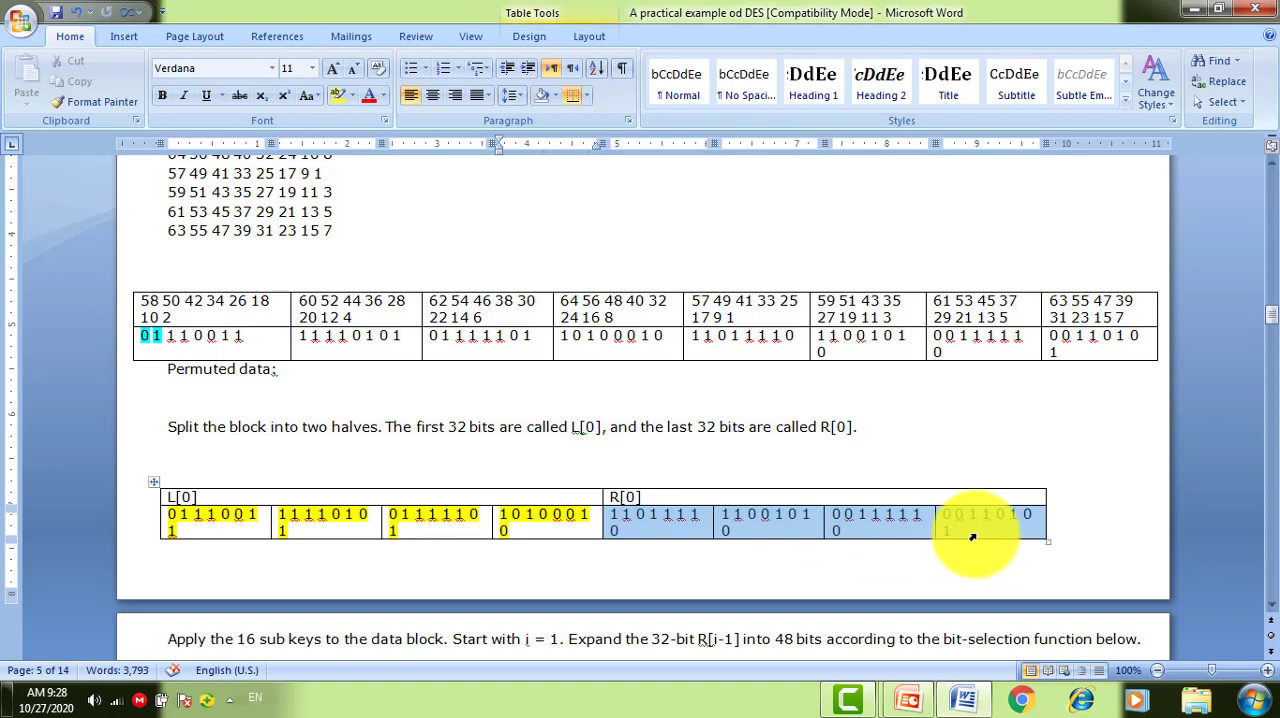 Table Tools
A practical example od DES [Compatibility Mode] - Microsoft Word
Home Insert Page Layout References Mailings Review View Design Layout
Paste
Cut
Copy
Format Painter
Clipboard
Verdana 11
B I U abc x₂ x² Aa
Font
Paragraph
AaBbCcDdEe
¶ Normal
¶ No Spaci...
Heading 1
Heading 2
Title
Subtitle
Subtle Em...
Change Styles
Styles
Find
Replace
Select
Editing
57 49 41 33 25 17 9 1
59 51 43 35 27 19 11 3
61 53 45 37 29 21 13 5
63 55 47 39 31 23 15 7
58 50 42 34 26 18 10 2
60 52 44 36 28 20 12 4
62 54 46 38 30 22 14 6
64 56 48 40 32 24 16 8
57 49 41 33 25 17 9 1
59 51 43 35 27 19 11 3
61 53 45 37 29 21 13 5
63 55 47 39 31 23 15 7
0 1 1 1 0 0 1 1
1 1 1 1 0 1 0 1
0 1 1 1 1 1 0 1
1 0 1 0 0 0 1 0
1 1 0 1 1 1 1 0
1 1 0 0 1 0 1 0
0 0 1 1 1 1 1 0
0 0 1 1 0 1 0 1
Permuted data:
Split the block into two halves. The first 32 bits are called L[0], and the last 32 bits are called R[0].
L[0] R[0]
0 1 1 1 0 0 1 1
1 1 1 1 0 1 0 1
0 1 1 1 1 1 0 1
1 0 1 0 0 0 1 0
1 1 0 1 1 1 1 0
1 1 0 0 1 0 1 0
0 0 1 1 1 1 1 0
0 0 1 1 0 1 0 1
Apply the 16 sub keys to the data block. Start with i = 1. Expand the 32-bit R[i-1] into 48 bits according to the bit-selection function below.
Page: 5 of 14 Words: 3,793 English (U.S.) 100%
AM 9:28
10/27/2020
EN